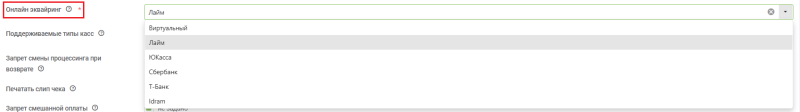 Онлайн эквайринг ? *
Лайм
Виртуальный
Поддерживаемые типы касс ?
Лайм
ЮКасса
Запрет смены процессинга при
возврате ?
Сбербанк
Т-Банк
Печатать слип чека ?
Idram
Запрет смешанной оплаты ?